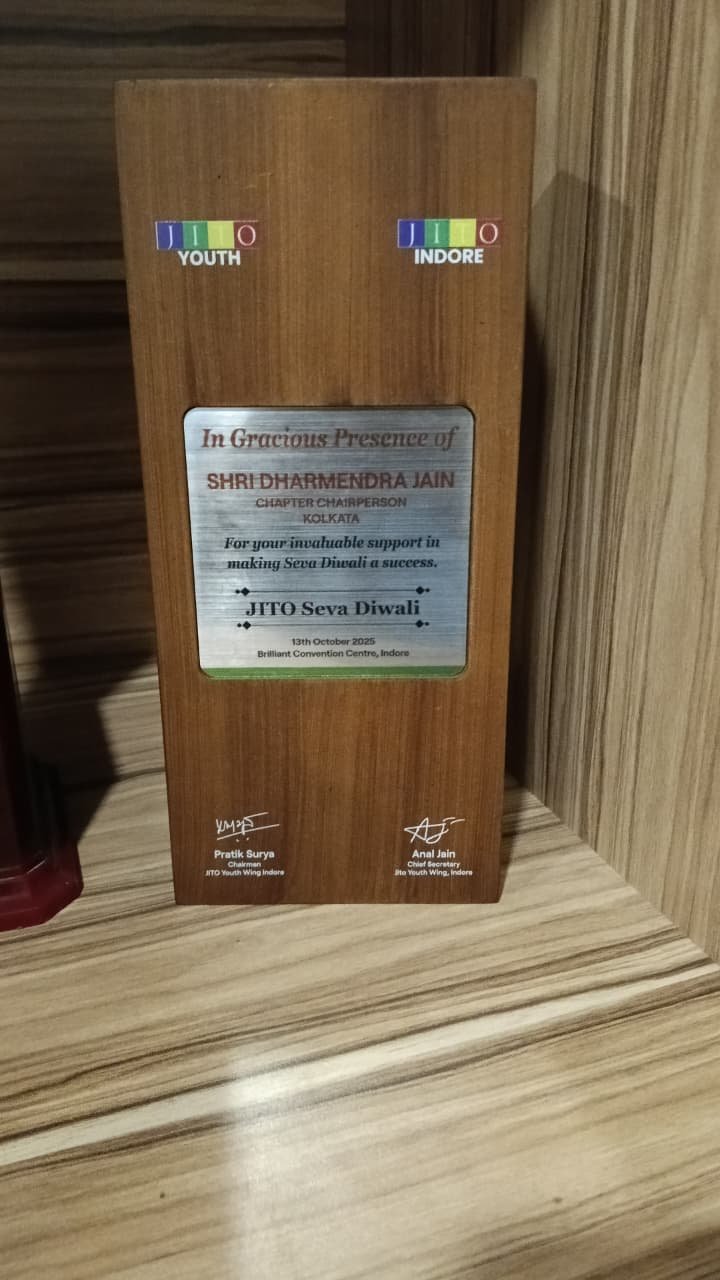 JITO JITO
YOUTH INDORE
In Gracious Presence of
SHRI DHARMENDRA JAIN
CHAPTER CHAIRPERSON
KOLKATA
For your invaluable support in
making Seva Diwali a success.
JITO Seva Diwali
13th October 2025
Brilliant Convention Centre, Indore
Pratik Surya Anal Jain
Chairman Chief Secretary
JITO Youth Wing Indore Jito Youth Wing, Indore